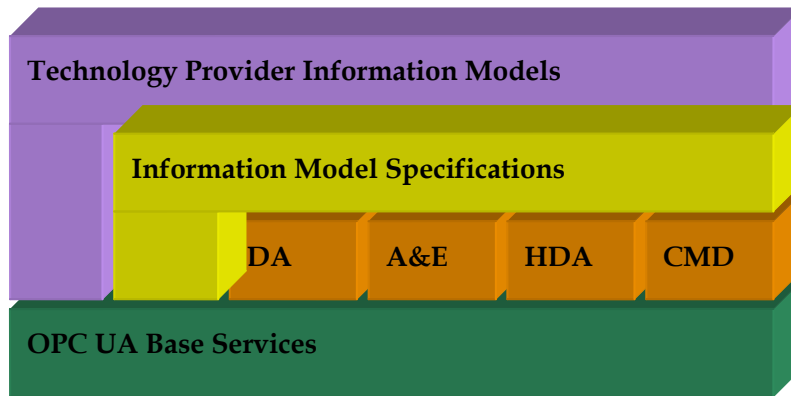 Technology Provider Information Models
Information Model Specifications
DA A&E HDA CMD
OPC UA Base Services